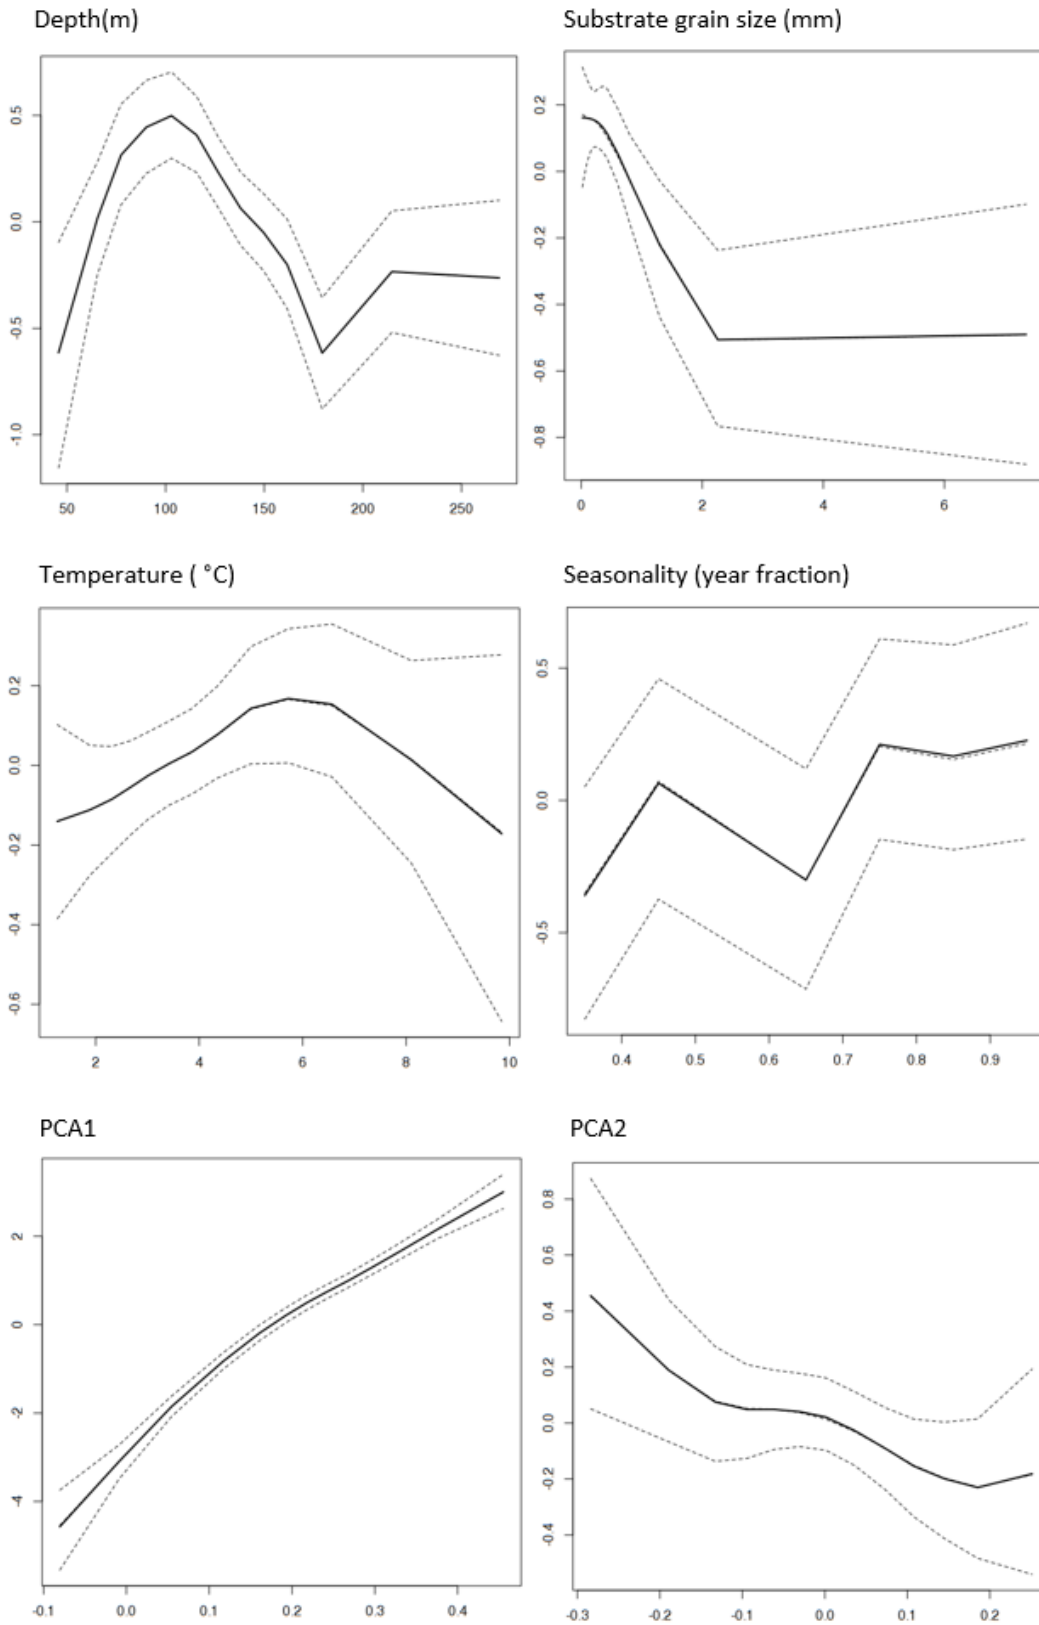 Depth(m)
0.5
0.0
-0.5
-1.0
50 100 150 200 250
Substrate grain size (mm)
0.2
0.0
-0.2
-0.4
-0.6
-0.8
0 2 4 6
Temperature ( °C)
0.2
0.0
-0.2
-0.4
-0.6
2 4 6 8 10
Seasonality (year fraction)
0.5
0.0
-0.5
0.4 0.5 0.6 0.7 0.8 0.9
PCA1
2
0
-2
-4
-0.1 0.0 0.1 0.2 0.3 0.4
PCA2
0.8
0.6
0.4
0.2
0.0
-0.2
-0.4
-0.3 -0.2 -0.1 0.0 0.1 0.2